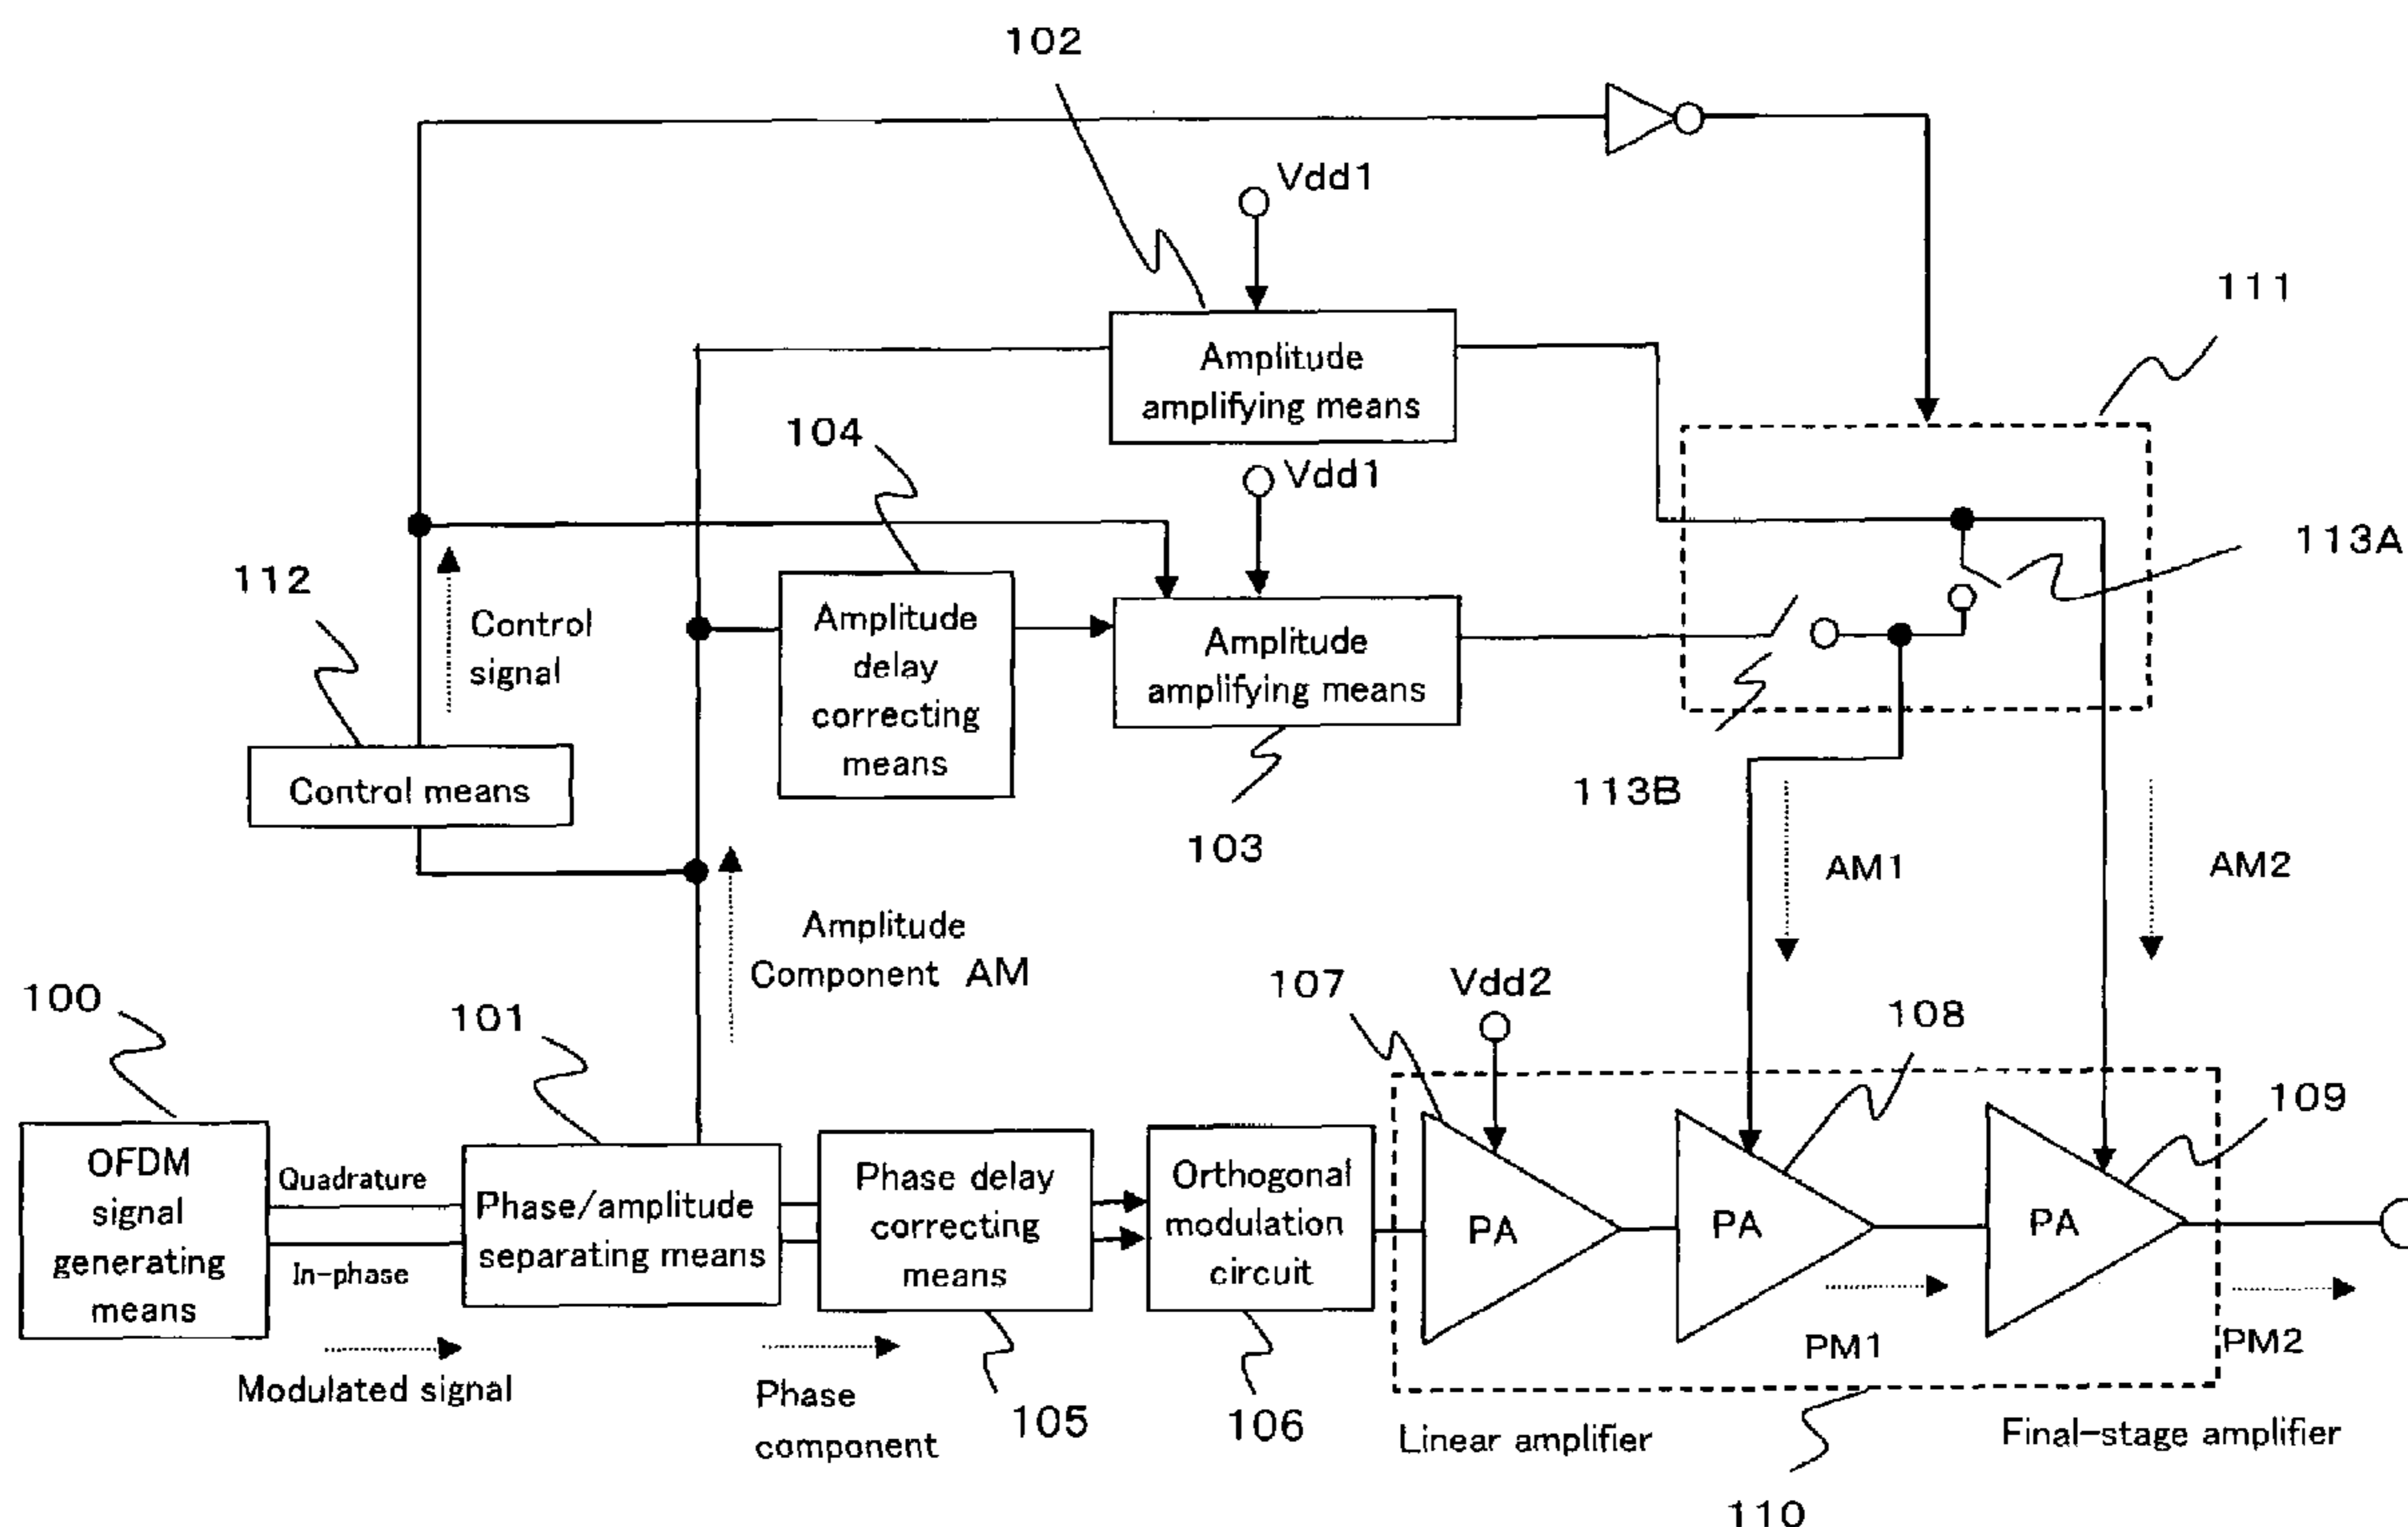 102
Vdd1
111
Amplitude
amplifying means
104
Vdd1
113A
112
Control
signal
Amplitude
delay
correcting
means
Amplitude
amplifying means
Control means
113B
103
AM1
AM2
Amplitude
Component AM
100
101
107
Vdd2
108
109
OFDM
signal
generating
means
Quadrature
In-phase
Phase/amplitude
separating means
Phase delay
correcting
means
Orthogonal
modulation
circuit
PA
PA
PA
PM1
PM2
Modulated signal
Phase
component
105
106
Linear amplifier
Final-stage amplifier
110